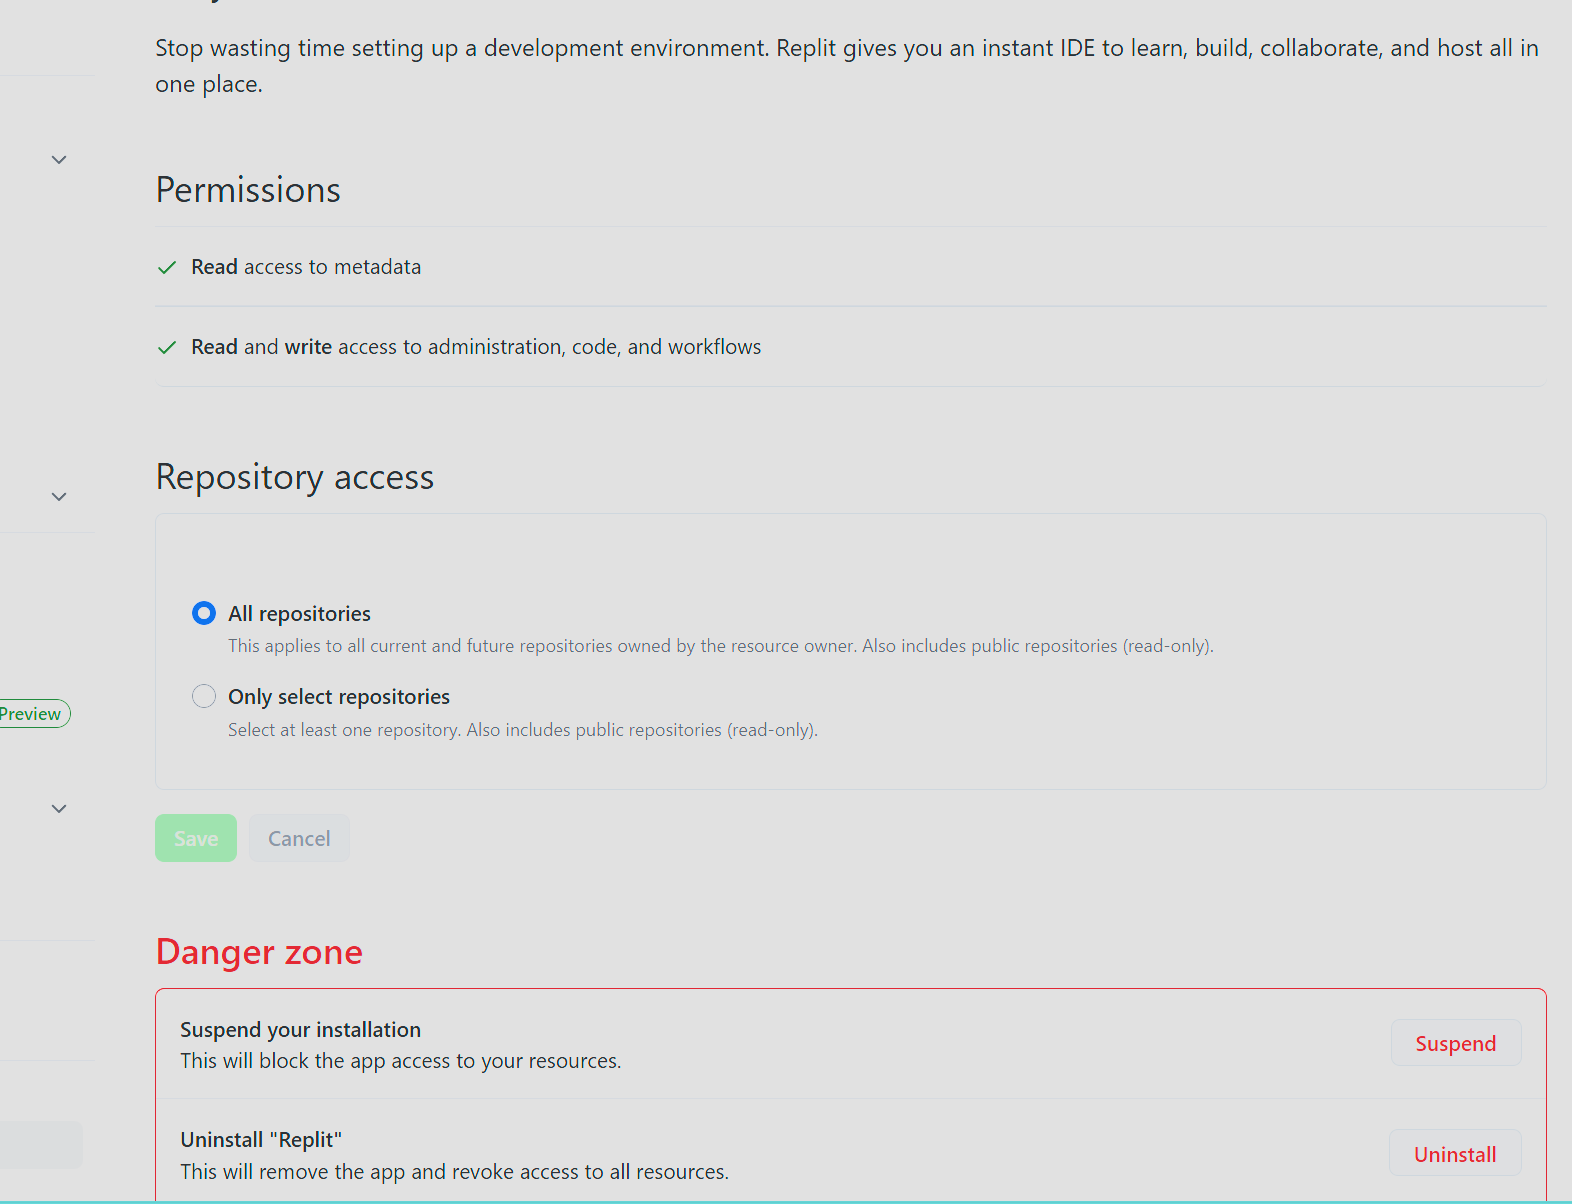 Stop wasting time setting up a development environment. Replit gives you an instant IDE to learn, build, collaborate, and host all in
one place.
Permissions
Read access to metadata
Read and write access to administration, code, and workflows
Repository access
All repositories
This applies to all current and future repositories owned by the resource owner. Also includes public repositories (read-only).
Only select repositories
Select at least one repository. Also includes public repositories (read-only).
Preview
Save Cancel
Danger zone
Suspend your installation
This will block the app access to your resources.
Suspend
Uninstall "Replit"
This will remove the app and revoke access to all resources.
Uninstall